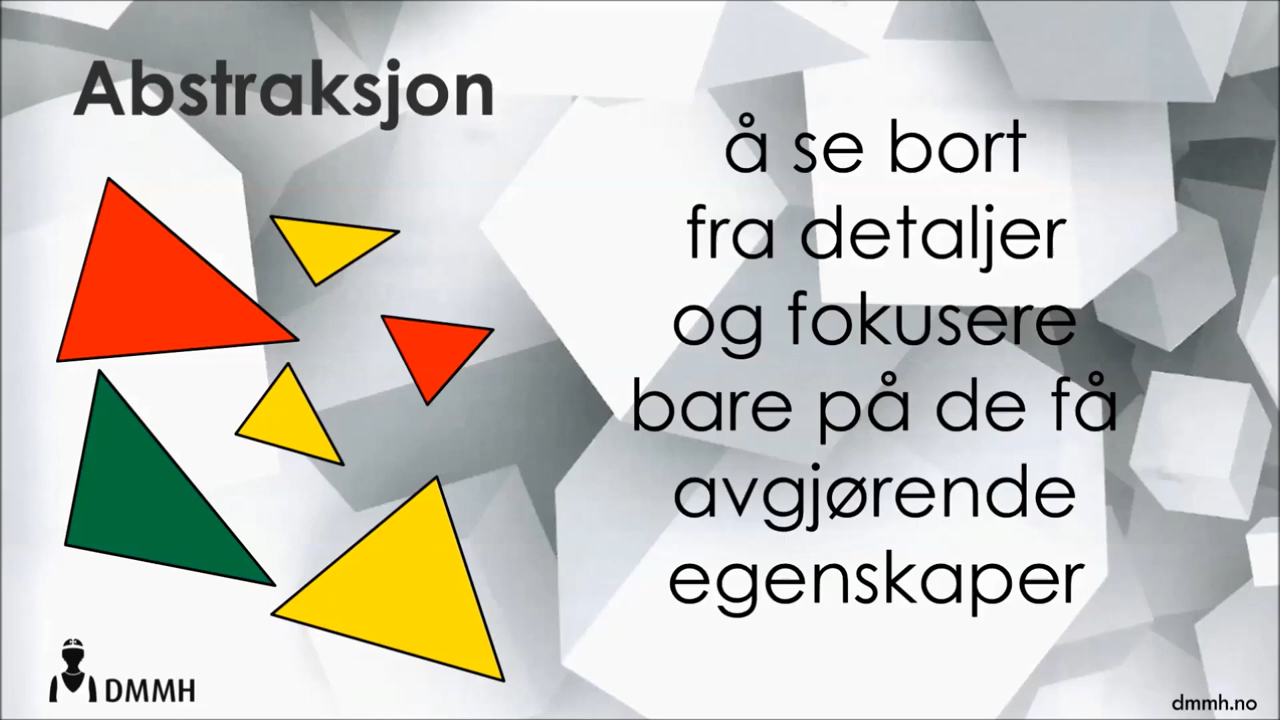 Abstraksjon
å se bort
fra detaljer
og fokusere
bare på de få
avgjørende
egenskaper
DMMH
dmmh.no